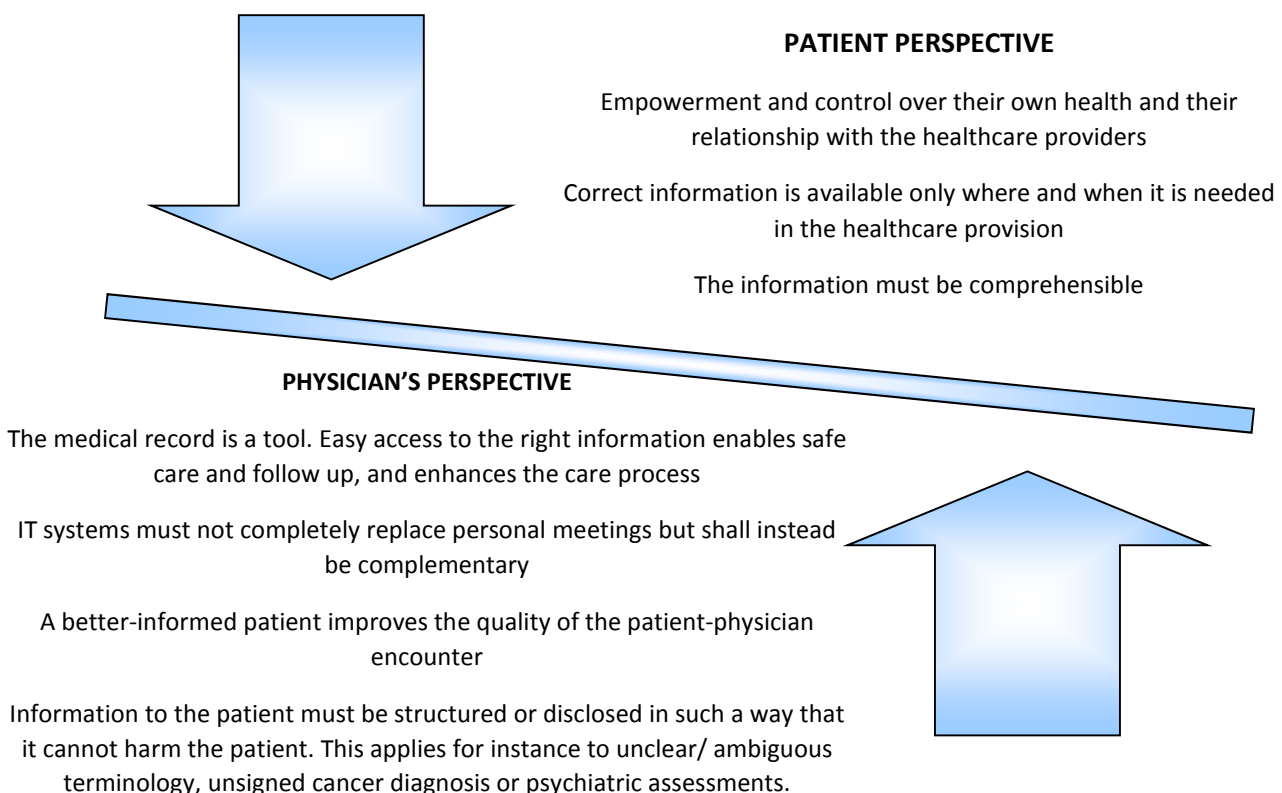 PATIENT PERSPECTIVE
Empowerment and control over their own health and their
relationship with the healthcare providers
Correct information is available only where and when it is needed
in the healthcare provision
The information must be comprehensible
PHYSICIAN’S PERSPECTIVE
The medical record is a tool. Easy access to the right information enables safe
care and follow up, and enhances the care process
IT systems must not completely replace personal meetings but shall instead
be complementary
A better-informed patient improves the quality of the patient-physician
encounter
Information to the patient must be structured or disclosed in such a way that
it cannot harm the patient. This applies for instance to unclear/ ambiguous
terminology, unsigned cancer diagnosis or psychiatric assessments.